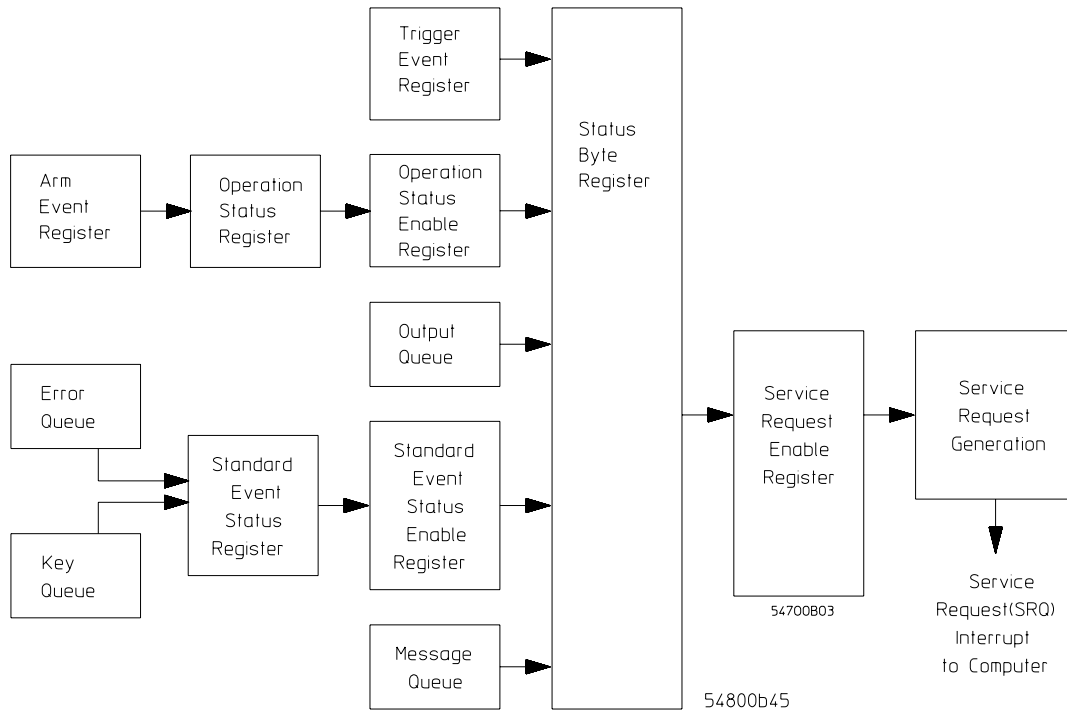 Trigger
Event
Register
Status
Byte
Register
Arm
Event
Register
Operation
Status
Register
Operation
Status
Enable
Register
Output
Queue
Error
Queue
Key
Queue
Standard
Event
Status
Register
Standard
Event
Status
Enable
Register
Message
Queue
Service
Request
Enable
Register
54700B03
Service
Request
Generation
Service
Request(SRQ)
Interrupt
to Computer
54800b45